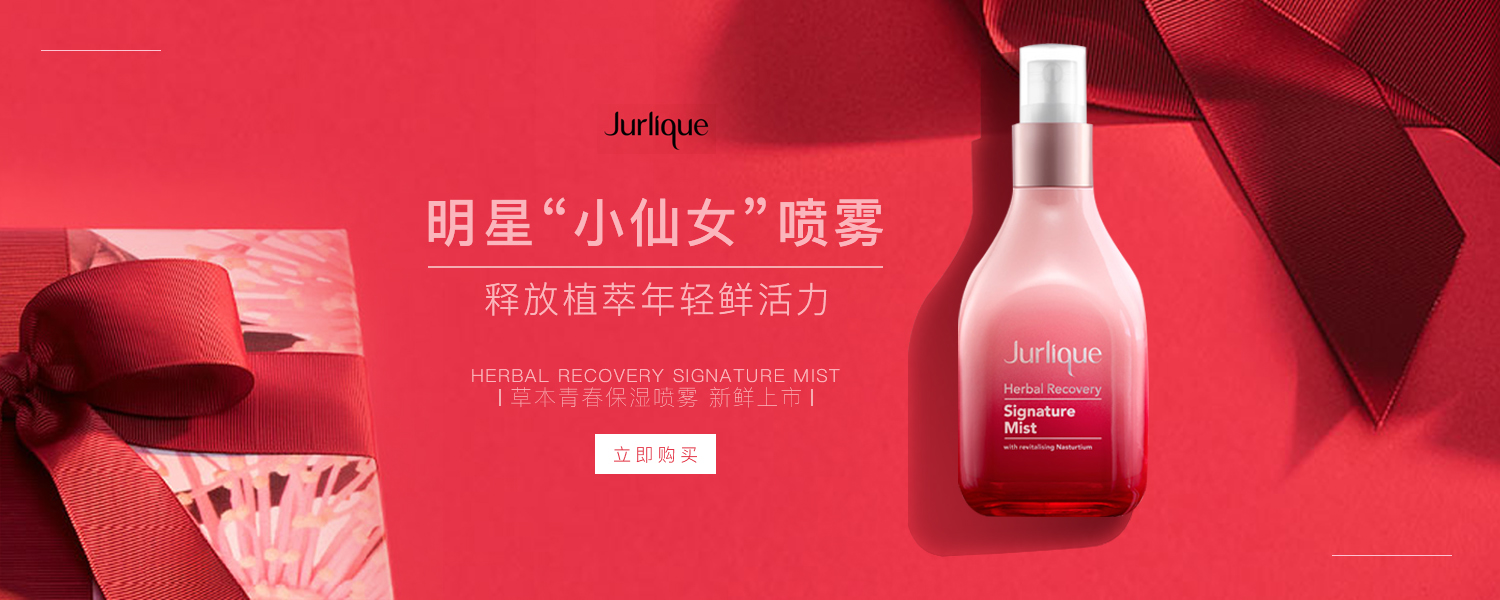 Jurlique
明星“小仙女”喷雾
释放植萃年轻鲜活力
HERBAL RECOVERY SIGNATURE MIST
草本青春保湿喷雾 新鲜上市
立即购买
Jurlique
Herbal Recovery
Signature
Mist
with revitalising Nasturtium